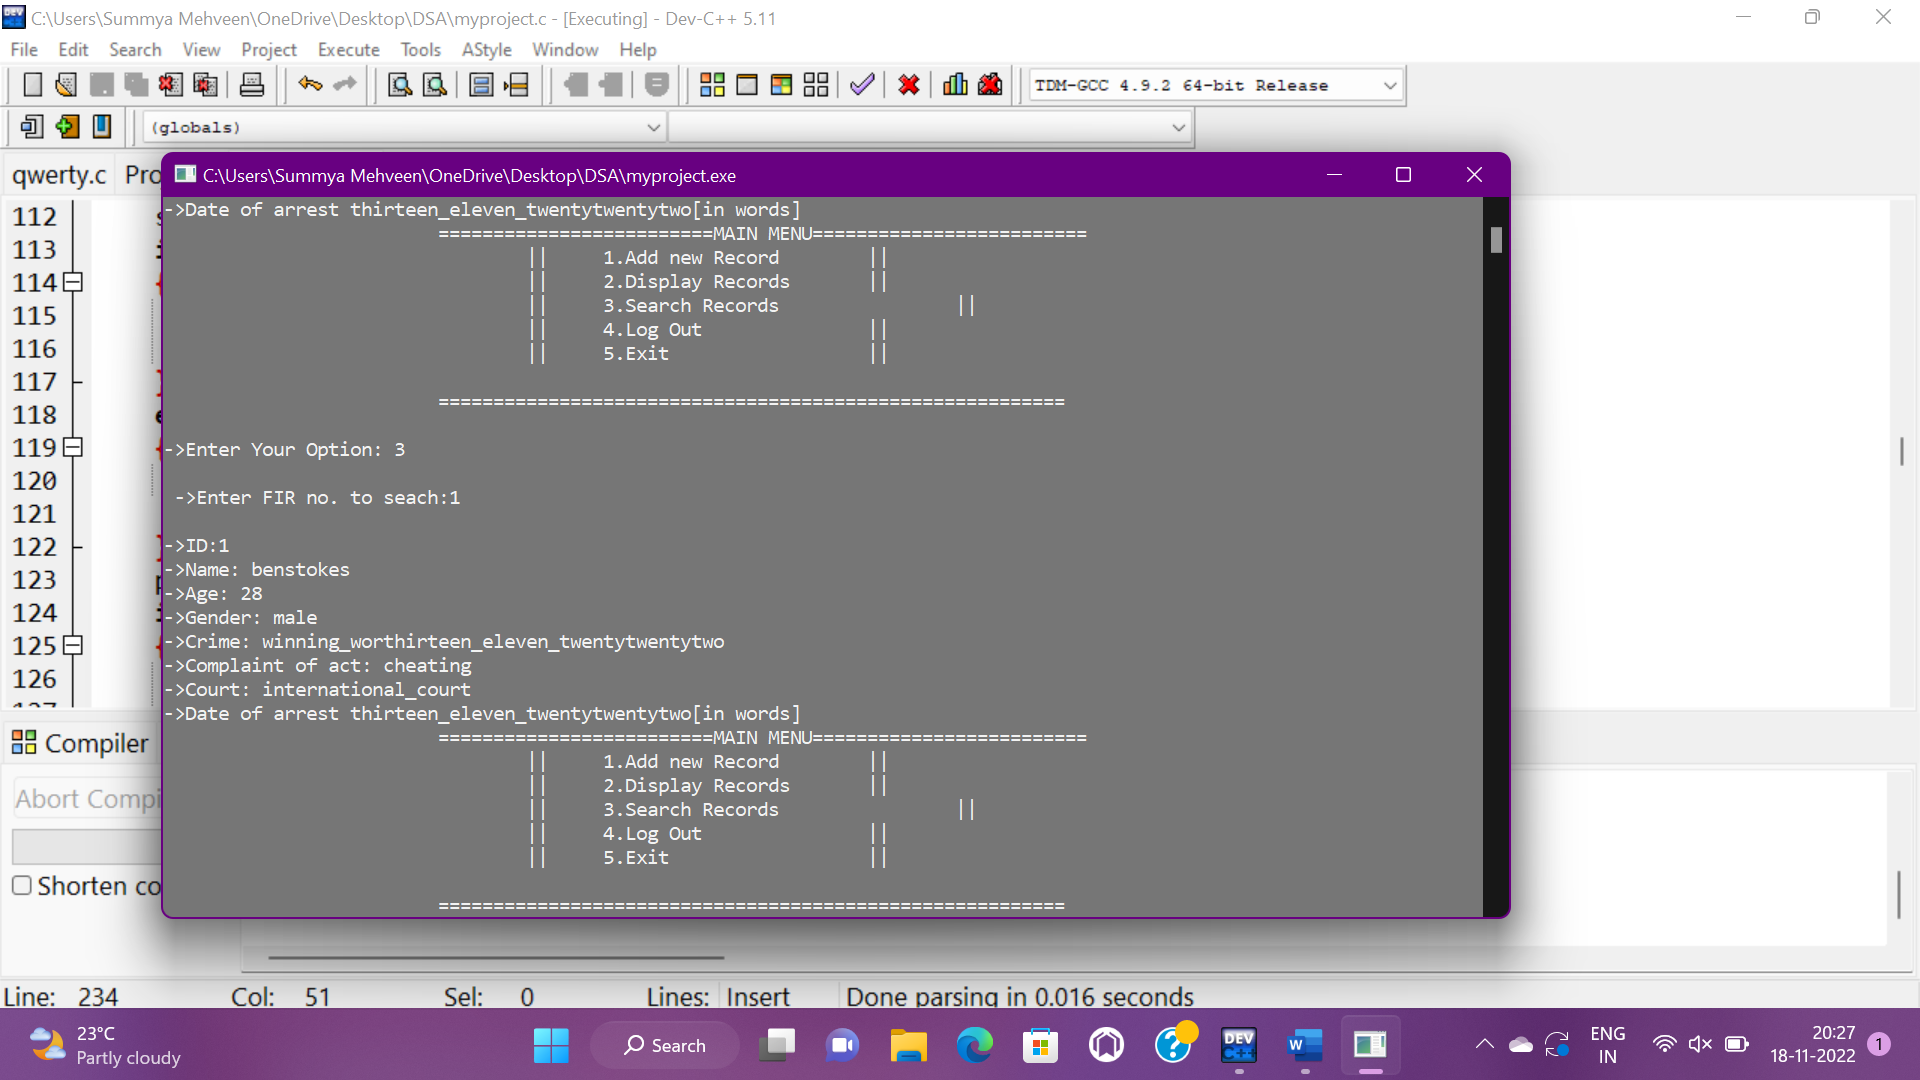 C:\Users\Summya Mehveen\OneDrive\Desktop\DSA\myproject.c - [Executing] - Dev-C++ 5.11
File Edit Search View Project Execute Tools AStyle Window Help
TDM-GCC 4.9.2 64-bit Release
(globals)
qwerty.c Pro
C:\Users\Summya Mehveen\OneDrive\Desktop\DSA\myproject.exe
112
113
114
115
116
117
118
119
120
121
122
123
124
125
126
->Date of arrest thirteen_eleven_twentytwentytwo[in words]
=========================MAIN MENU=========================
|| 1.Add new Record ||
|| 2.Display Records ||
|| 3.Search Records ||
|| 4.Log Out ||
|| 5.Exit ||
=========================================================
->Enter Your Option: 3
->Enter FIR no. to seach:1
->ID:1
->Name: benstokes
->Age: 28
->Gender: male
->Crime: winning_worthirteen_eleven_twentytwentytwo
->Complaint of act: cheating
->Court: international_court
->Date of arrest thirteen_eleven_twentytwentytwo[in words]
=========================MAIN MENU=========================
|| 1.Add new Record ||
|| 2.Display Records ||
|| 3.Search Records ||
|| 4.Log Out ||
|| 5.Exit ||
=========================================================
Compiler
Abort Compi
Shorten co
Line: 234 Col: 51 Sel: 0 Lines: Insert Done parsing in 0.016 seconds
23°C
Partly cloudy
Search
DEV C++
W
ENG
IN
20:27
18-11-2022
1